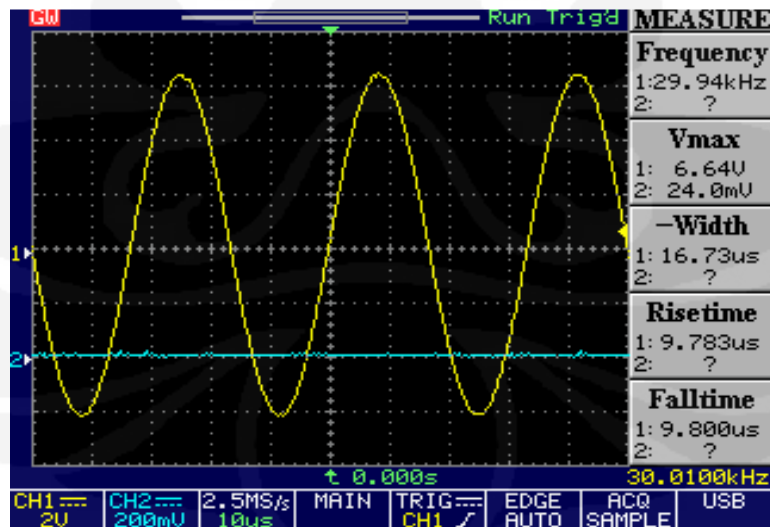 GW Run Trig'd MEASURE
Frequency
1:29.94kHz
2: ?
Vmax
1: 6.64V
2: 24.0mV
—Width
1:16.73us
2: ?
Risetime
1:9.783us
2: ?
Falltime
1:9.800us
2: ?
1
2
0.000s 30.0100kHz
CH1 CH2 2.5MS/s MAIN TRIG EDGE ACQ USB
2V 200mV 10us CH1 AUTO SAMPLE